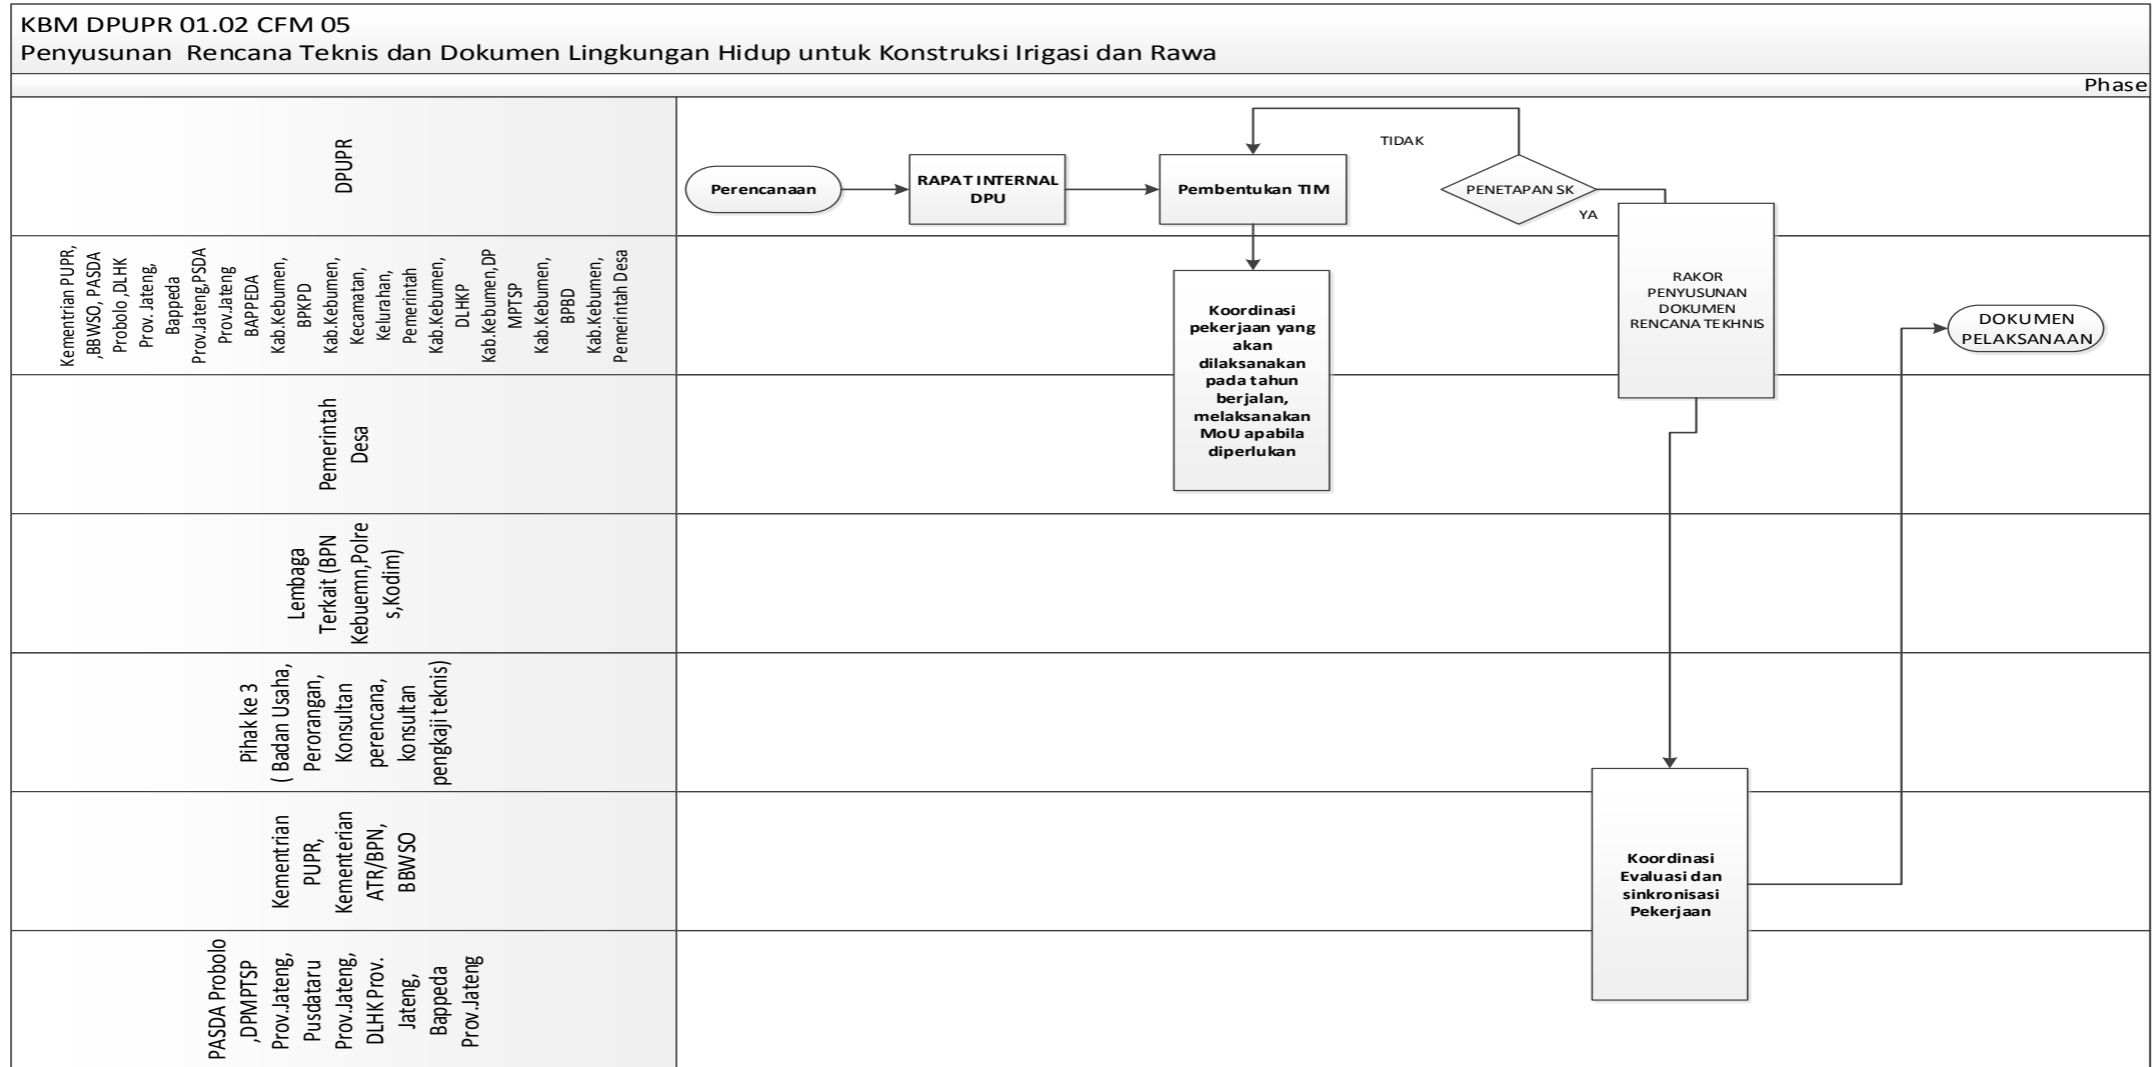 KBM DPUPR 01.02 CFM 05
Penyusunan Rencana Teknis dan Dokumen Lingkungan Hidup untuk Konstruksi Irigasi dan Rawa
Phase
DPUPR
Perencanaan
RAPAT INTERNAL
DPU
Pembentukan TIM
TIDAK
PENETAPAN SK
YA
Kementrian PUPR,
,BBWSO, PASDA
Probolo ,DLHK
Prov. Jateng,
Bappeda
Prov.Jateng,PSDA
Prov.Jateng
BAPPEDA
Kab.Kebumen,
BPKPD
Kab.Kebumen,
Kecamatan,
Kelurahan,
Pemerintah
Kab.Kebumen,
DLHKP
Kab.Kebumen,DP
MPTSP
Kab.Kebumen,
BPBD
Kab.Kebumen,
Pemerintah Desa
Koordinasi
pekerjaan yang
akan
dilaksanakan
pada tahun
berjalan,
melaksanakan
MoU apabila
diperlukan
RAKOR
PENYUSUNAN
DOKUMEN
RENCANA TEKHNIS
DOKUMEN
PELAKSANAAN
Pemerintah
Desa
Lembaga
Terkait (BPN
Kebuemn,Polre
s,Kodim)
Pihak ke 3
( Badan Usaha,
Perorangan,
Konsultan
perencana,
konsultan
pengkaji teknis)
Kementrian
PUPR,
Kementerian
ATR/BPN,
BBWSO
Koordinasi
Evaluasi dan
sinkronisasi
Pekerjaan
PASDA Probolo
,DPMPTSP
Prov.Jateng,
Pusdataru
Prov.Jateng,
DLHK Prov.
Jateng,
Bappeda
Prov.Jateng